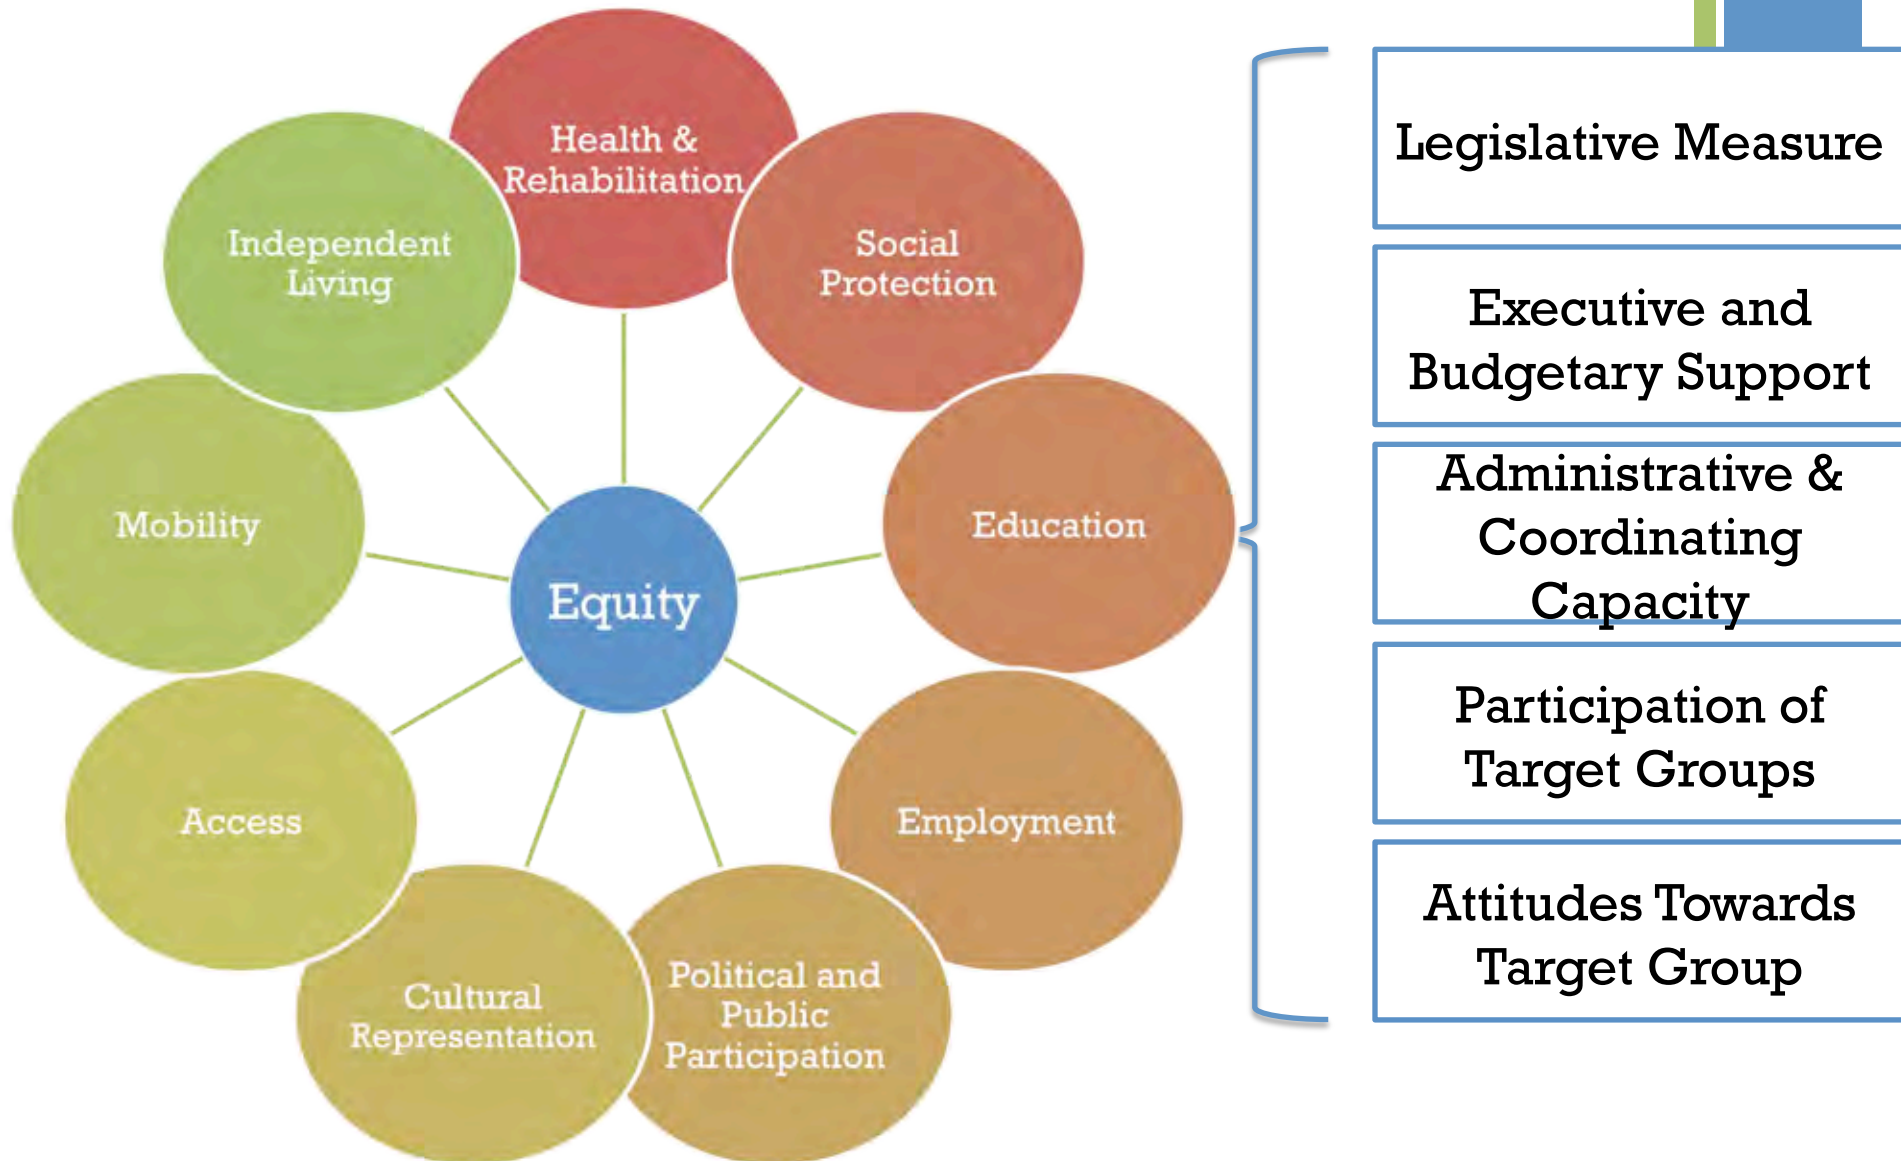 Health &
Rehabilitation
Social
Protection
Education
Employment
Political and
Public
Participation
Cultural
Representation
Access
Mobility
Independent
Living
Equity
Legislative Measure
Executive and
Budgetary Support
Administrative &
Coordinating
Capacity
Participation of
Target Groups
Attitudes Towards
Target Group